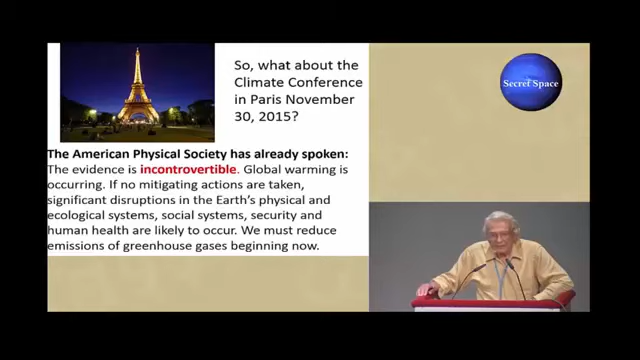 So, what about the
Climate Conference
in Paris November
30, 2015?
Secret Space
The American Physical Society has already spoken:
The evidence is incontrovertible. Global warming is
occurring. If no mitigating actions are taken,
significant disruptions in the Earth's physical and
ecological systems, social systems, security and
human health are likely to occur. We must reduce
emissions of greenhouse gases beginning now.